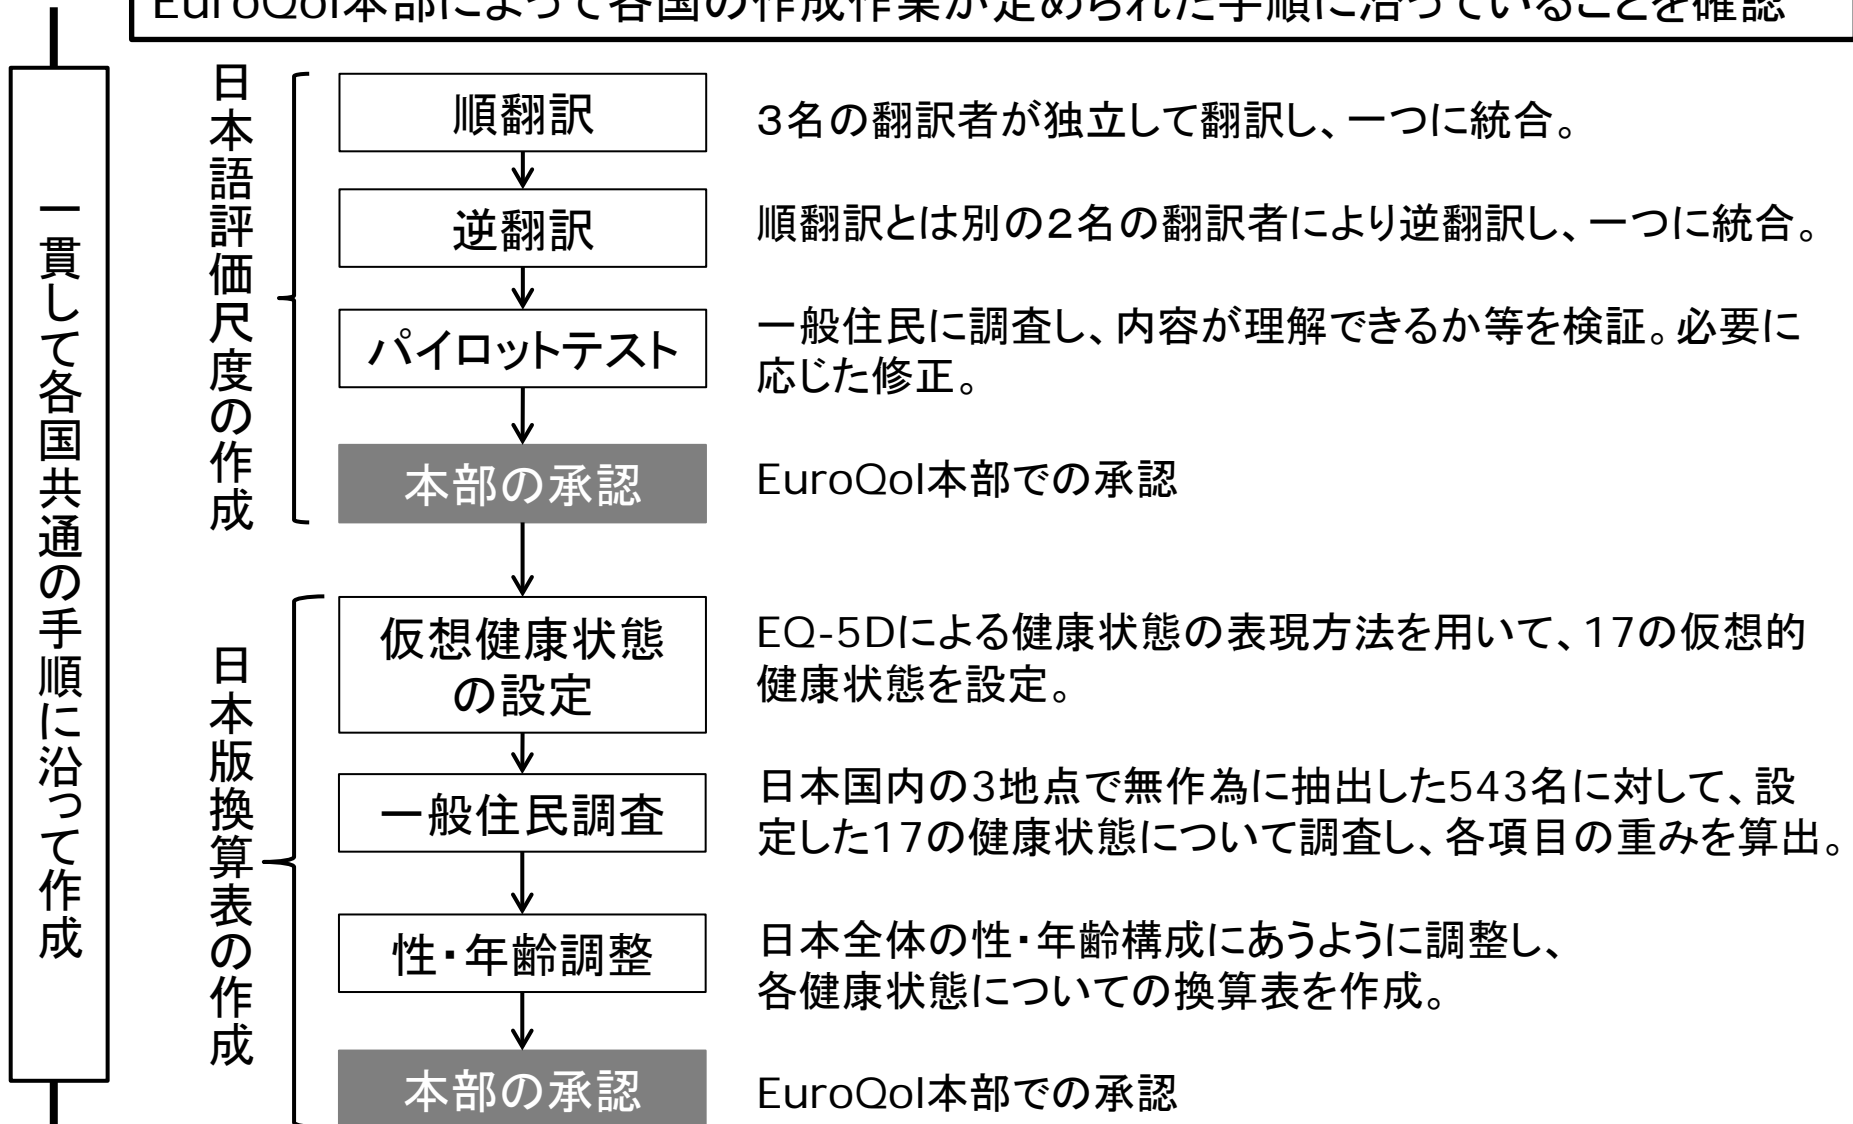 EuroQol本部によって各国の作成作業が定められた手順に沿っていることを確認
一貫して各国共通の手順に沿って作成
日本語評価尺度の作成
順翻訳
3名の翻訳者が独立して翻訳し、一つに統合。
逆翻訳
順翻訳とは別の2名の翻訳者により逆翻訳し、一つに統合。
パイロットテスト
一般住民に調査し、内容が理解できるか等を検証。必要に
応じた修正。
本部の承認
EuroQol本部での承認
日本版換算表の作成
仮想健康状態
の設定
EQ-5Dによる健康状態の表現方法を用いて、17の仮想的
健康状態を設定。
一般住民調査
日本国内の3地点で無作為に抽出した543名に対して、設
定した17の健康状態について調査し、各項目の重みを算出。
性・年齢調整
日本全体の性・年齢構成にあうように調整し、
各健康状態についての換算表を作成。
本部の承認
EuroQol本部での承認